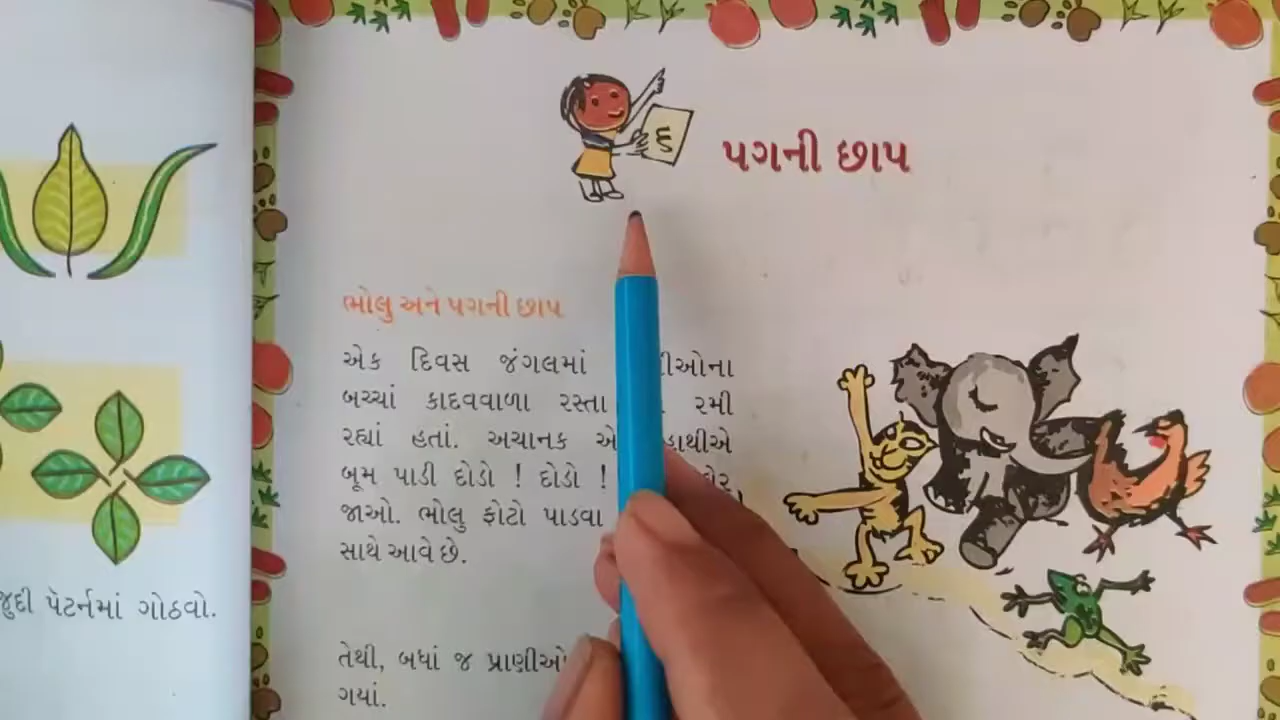 જુદી પેટર્નમાં ગોઠવો.
૬
પગની છાપ
ભોલુ અને પગની છાપ
એક દિવસ જંગલમાં
બચ્ચાં કાદવવાળા રસ્તા રમી
રહ્યાં હતાં. અચાનક
બૂમ પાડી દોડો ! દોડો !
જાઓ. ભોલુ ફોટો પાડવા
સાથે આવે છે.
તેથી, બધાં જ પ્રાણીઓ
ગયાં.